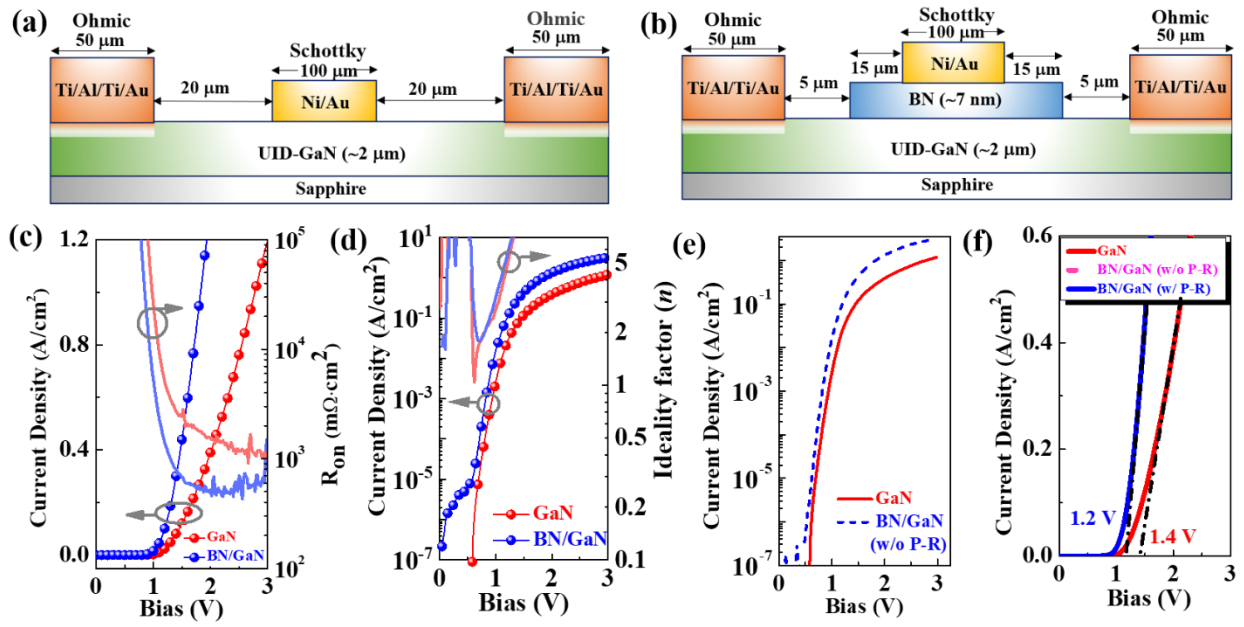 (a)
Ohmic
50 μm
Schottky
100 μm
Ohmic
50 μm
Ti/Al/Ti/Au
20 μm
Ni/Au
20 μm
Ti/Al/Ti/Au
UID-GaN (~2 μm)
Sapphire
(b)
Ohmic
50 μm
Schottky
100 μm
Ohmic
50 μm
15 μm
Ni/Au
15 μm
Ti/Al/Ti/Au
5 μm
BN (~7 nm)
5 μm
Ti/Al/Ti/Au
UID-GaN (~2 μm)
Sapphire
(c)
Current Density (A/cm2)
1.2
0.8
0.4
0.0
10^5
10^4
10^3
10^2
Ron (mΩ·cm2)
GaN
BN/GaN
0 1 2 3
Bias (V)
(d)
Current Density (A/cm2)
10^1
10^-1
10^-3
10^-5
10^-7
5
2
1
0.5
0.2
0.1
Ideality factor (n)
GaN
BN/GaN
0 1 2 3
Bias (V)
(e)
Current Density (A/cm2)
10^1
10^-1
10^-3
10^-5
10^-7
GaN
BN/GaN
(w/o P-R)
0 1 2 3
Bias (V)
(f)
Current Density (A/cm2)
0.6
0.4
0.2
0.0
GaN
BN/GaN (w/o P-R)
BN/GaN (w/ P-R)
1.2 V
1.4 V
0 1 2 3
Bias (V)